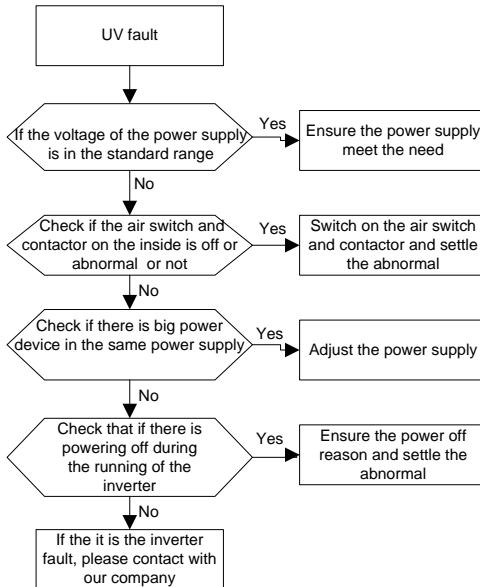 UV fault
If the voltage of the power supply
is in the standard range
Yes
Ensure the power supply
meet the need
No
Check if the air switch and
contactor on the inside is off or
abnormal or not
Yes
Switch on the air switch
and contactor and settle
the abnormal
No
Check if there is big power
device in the same power supply
Yes
Adjust the power supply
No
Check that if there is
powering off during
the running of the
inverter
Yes
Ensure the power off
reason and settle the
abnormal
No
If the it is the inverter
fault, please contact with
our company